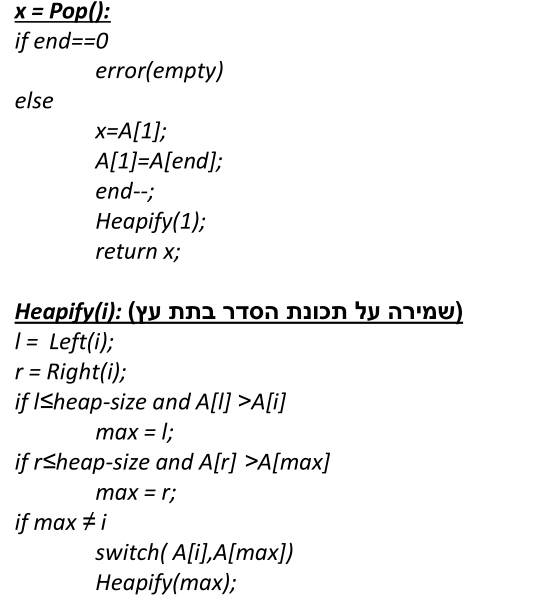 x = Pop():
if end==0
error(empty)
else
x=A[1];
A[1]=A[end];
end--;
Heapify(1);
return x;
Heapify(i): (שמירה על תכונת הסדר בתת עץ)
l = Left(i);
r = Right(i);
if l≤heap-size and A[l] >A[i]
max = l;
if r≤heap-size and A[r] >A[max]
max = r;
if max ≠ i
switch( A[i],A[max])
Heapify(max);